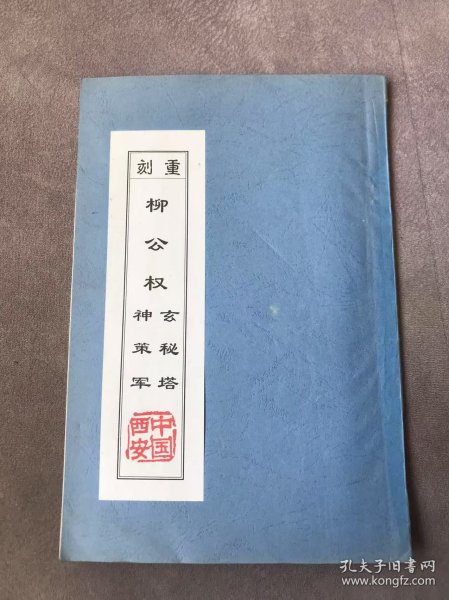 重刻
柳公权
玄秘塔
神策军
中国
西安
孔夫子旧书网
www.kongfz.com